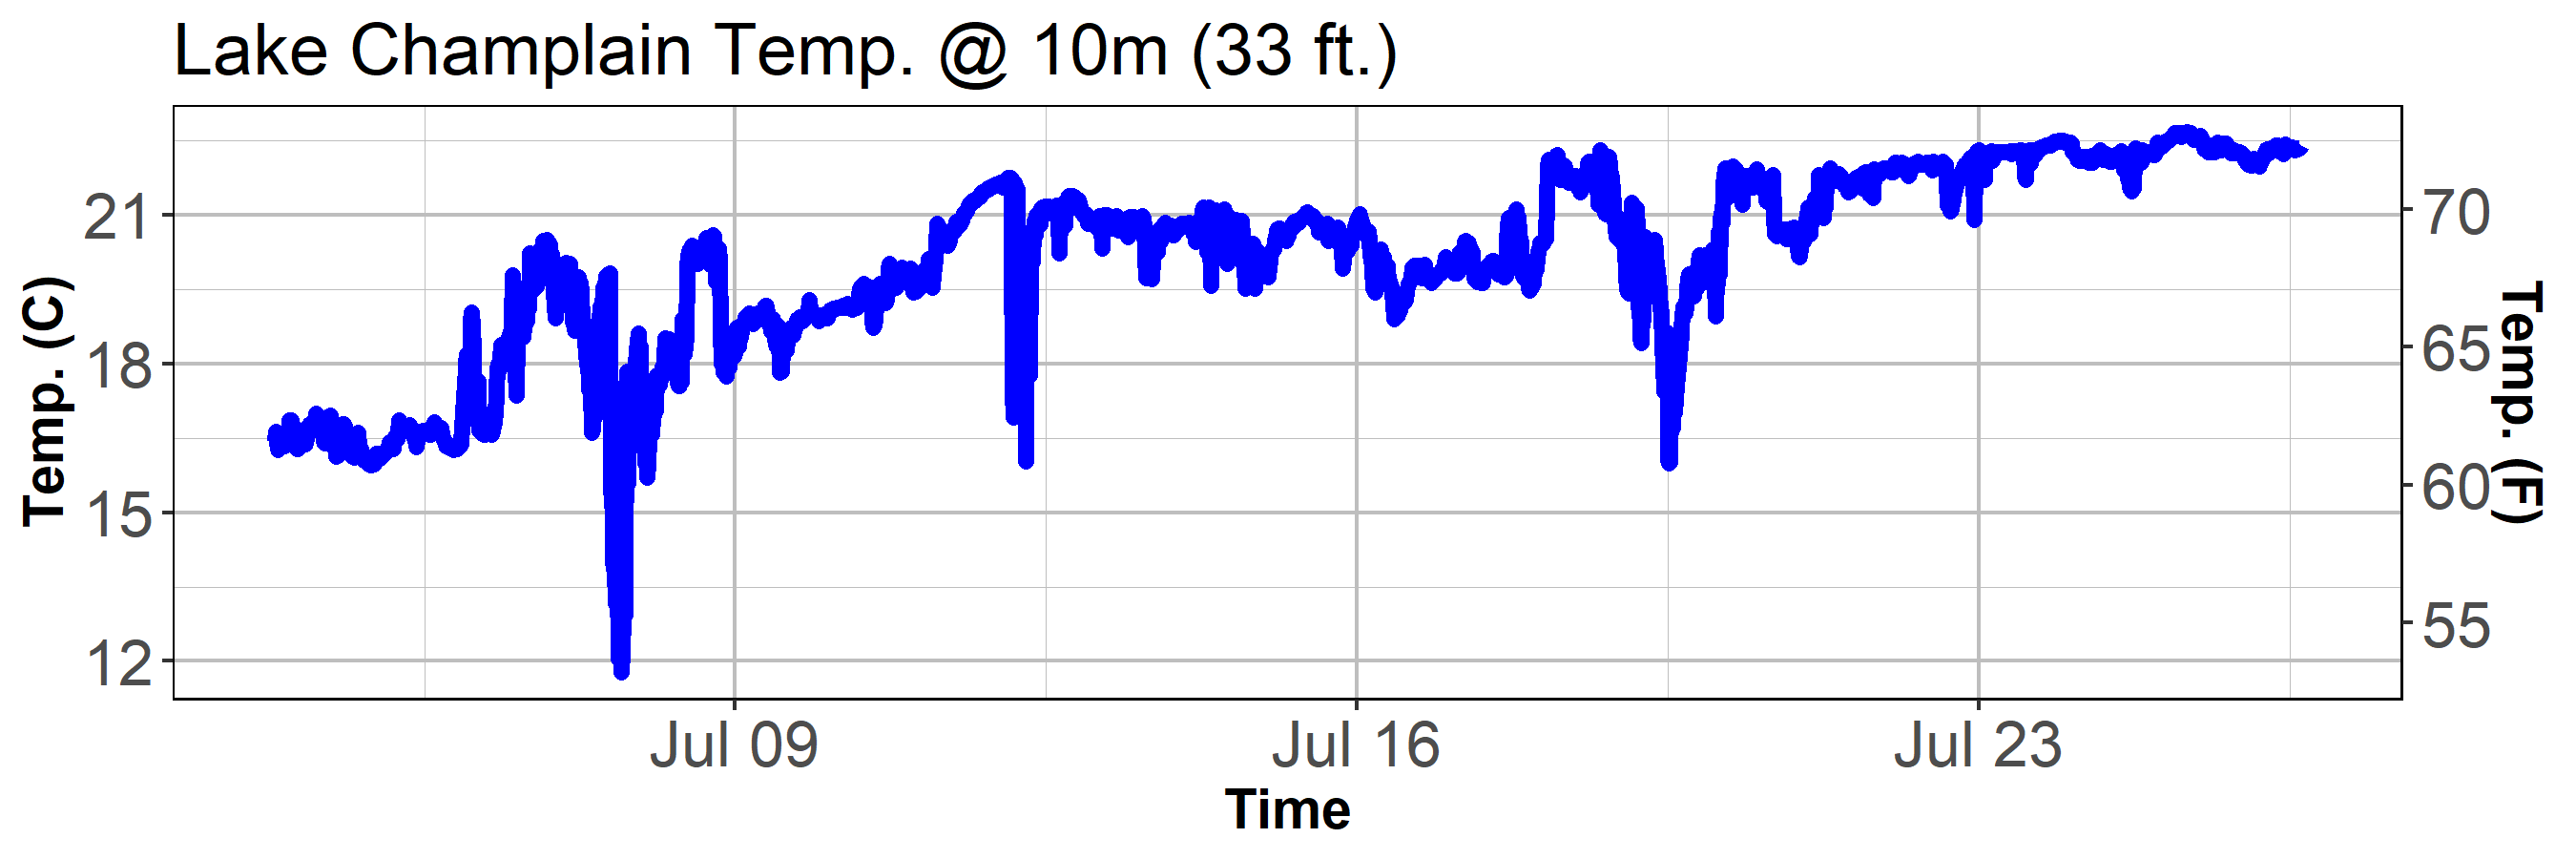 Lake Champlain Temp. @ 10m (33 ft.)
Temp. (C)
21
18
15
12
70
65
60
55
Temp. (F)
Jul 09
Jul 16
Jul 23
Time